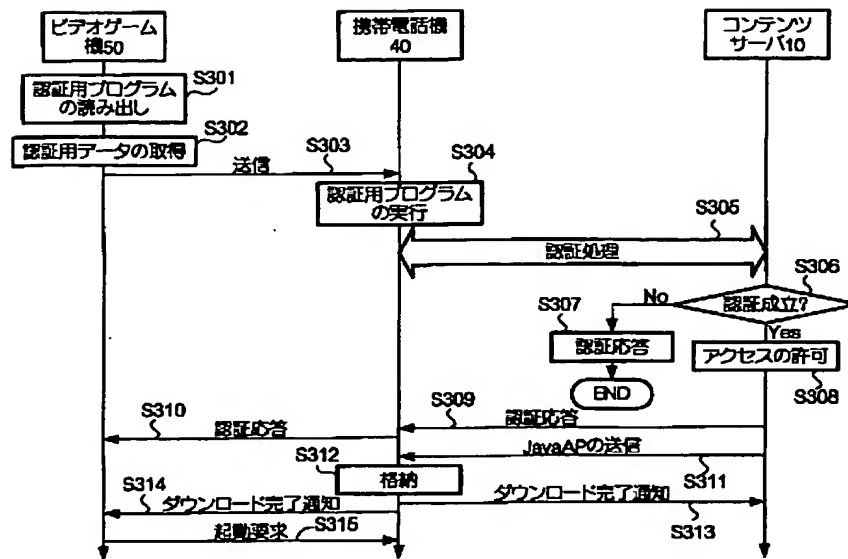 ビデオゲーム
機50
携帯電話機
40
コンテンツ
サーバ10
S301
認証用プログラム
の読み出し
S302
認証用データの取得
S303
送信
S304
認証用プログラム
の実行
S305
認証処理
S306
認証成立?
No
Yes
S307
認証応答
END
アクセスの許可
S308
S309
認証応答
S310
認証応答
JavaAPの送信
S311
S312
格納
S314
ダウンロード完了通知
ダウンロード完了通知
S313
起動要求
S315